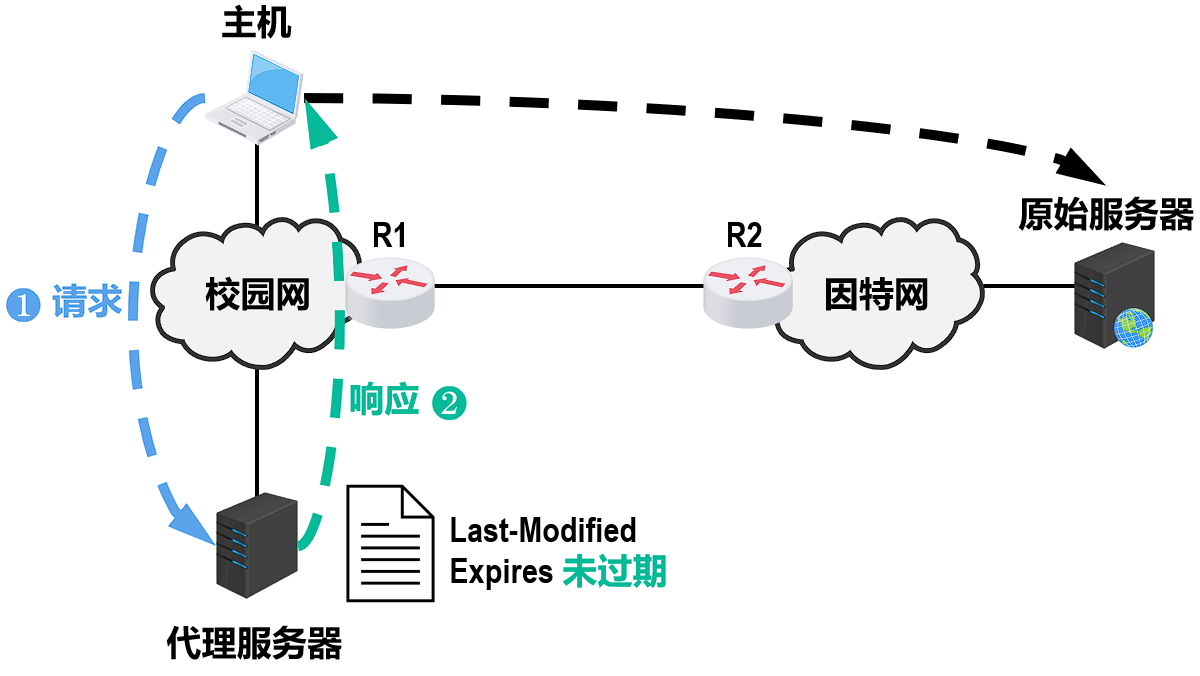 主机
原始服务器
R1
R2
校园网
因特网
❶ 请求
响应 ❷
Last-Modified
Expires 未过期
代理服务器